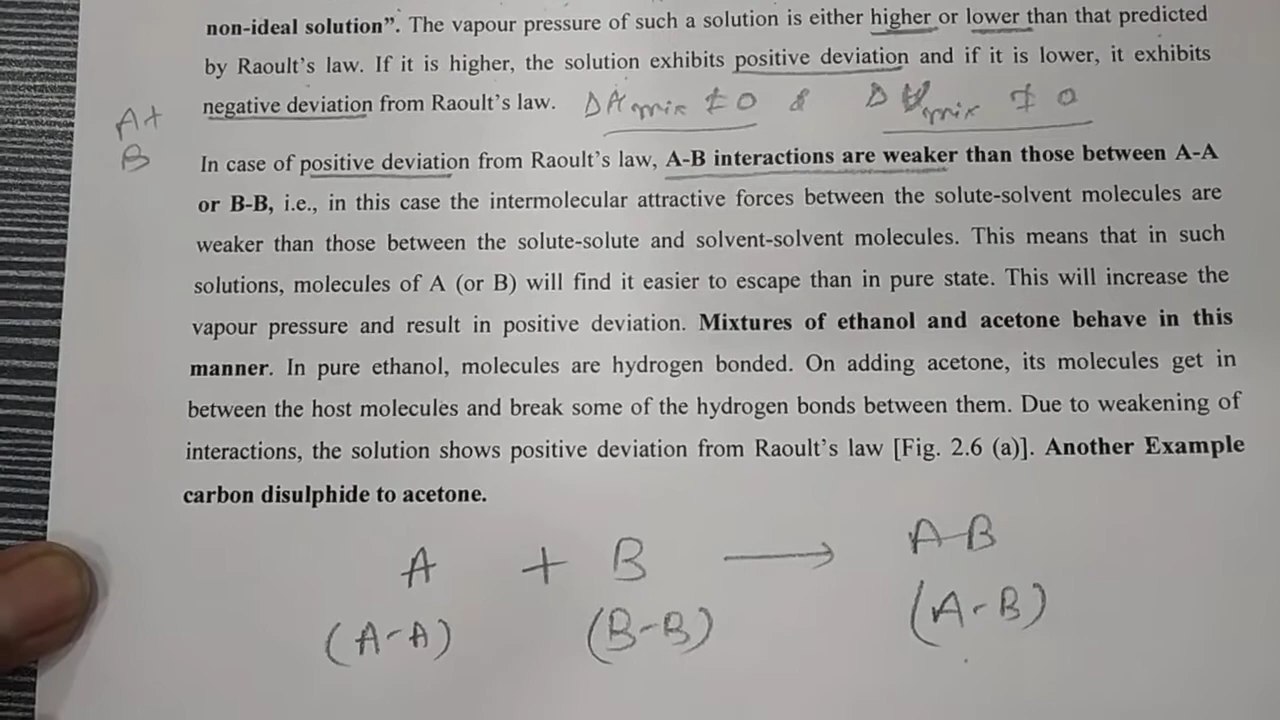 non-ideal solution”. The vapour pressure of such a solution is either higher or lower than that predicted
by Raoult’s law. If it is higher, the solution exhibits positive deviation and if it is lower, it exhibits
negative deviation from Raoult’s law. ΔHmix ≠ 0 & ΔVmix ≠ 0
A+
B
In case of positive deviation from Raoult’s law, A-B interactions are weaker than those between A-A
or B-B, i.e., in this case the intermolecular attractive forces between the solute-solvent molecules are
weaker than those between the solute-solute and solvent-solvent molecules. This means that in such
solutions, molecules of A (or B) will find it easier to escape than in pure state. This will increase the
vapour pressure and result in positive deviation. Mixtures of ethanol and acetone behave in this
manner. In pure ethanol, molecules are hydrogen bonded. On adding acetone, its molecules get in
between the host molecules and break some of the hydrogen bonds between them. Due to weakening of
interactions, the solution shows positive deviation from Raoult’s law [Fig. 2.6 (a)]. Another Example
carbon disulphide to acetone.
A + B ⟶ A-B
(A-A) (B-B) (A-B)